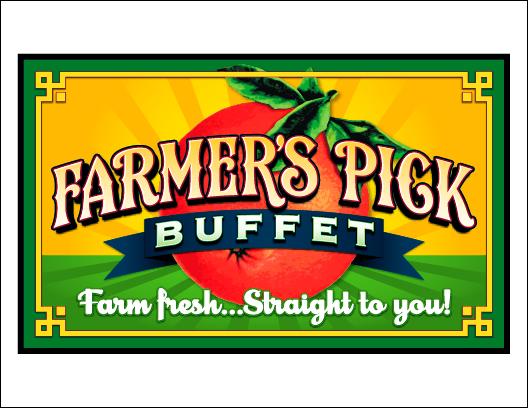 FARMER'S PICK
BUFFET
Farm fresh...Straight to you!